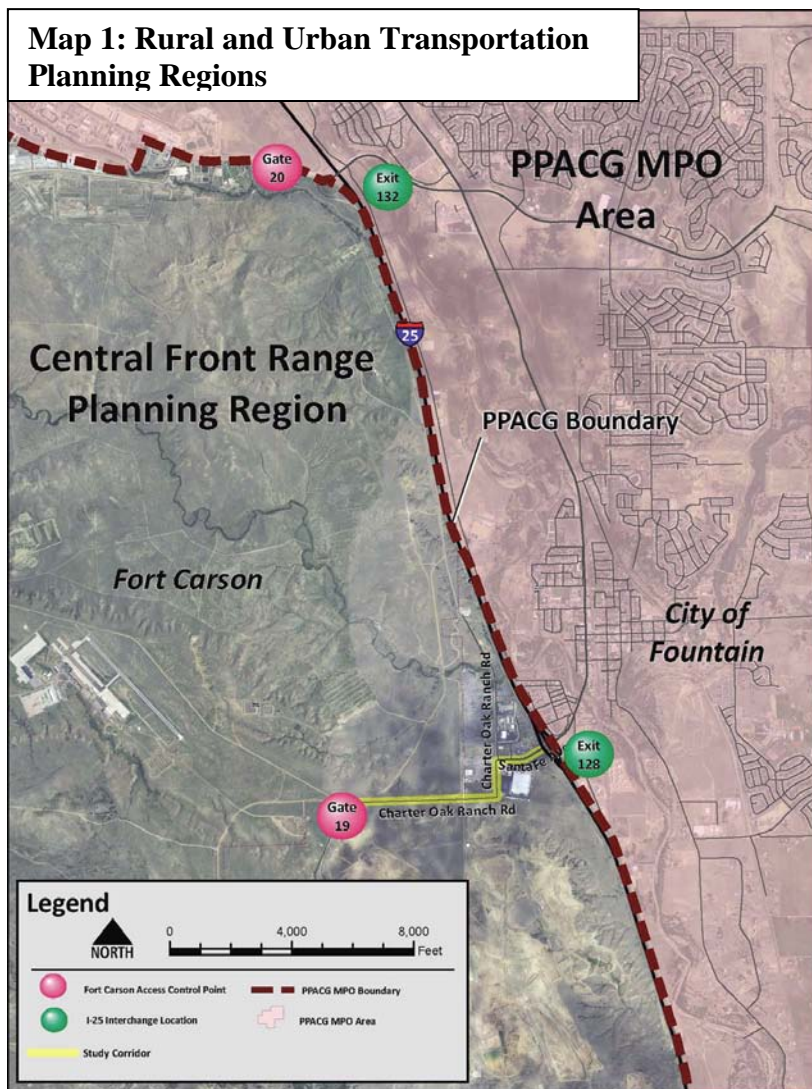 Map 1: Rural and Urban Transportation
Planning Regions
PPACG MPO
Area
Gate
20
Exit
132
25
Central Front Range
Planning Region
PPACG Boundary
Fort Carson
City of
Fountain
Charter Oak Ranch Rd
Santa Fe
Exit
128
Gate
19
Charter Oak Ranch Rd
Legend
NORTH
0 4,000 8,000
Feet
Fort Carson Access Control Point
PPACG MPO Boundary
I-25 Interchange Location
PPACG MPO Area
Study Corridor